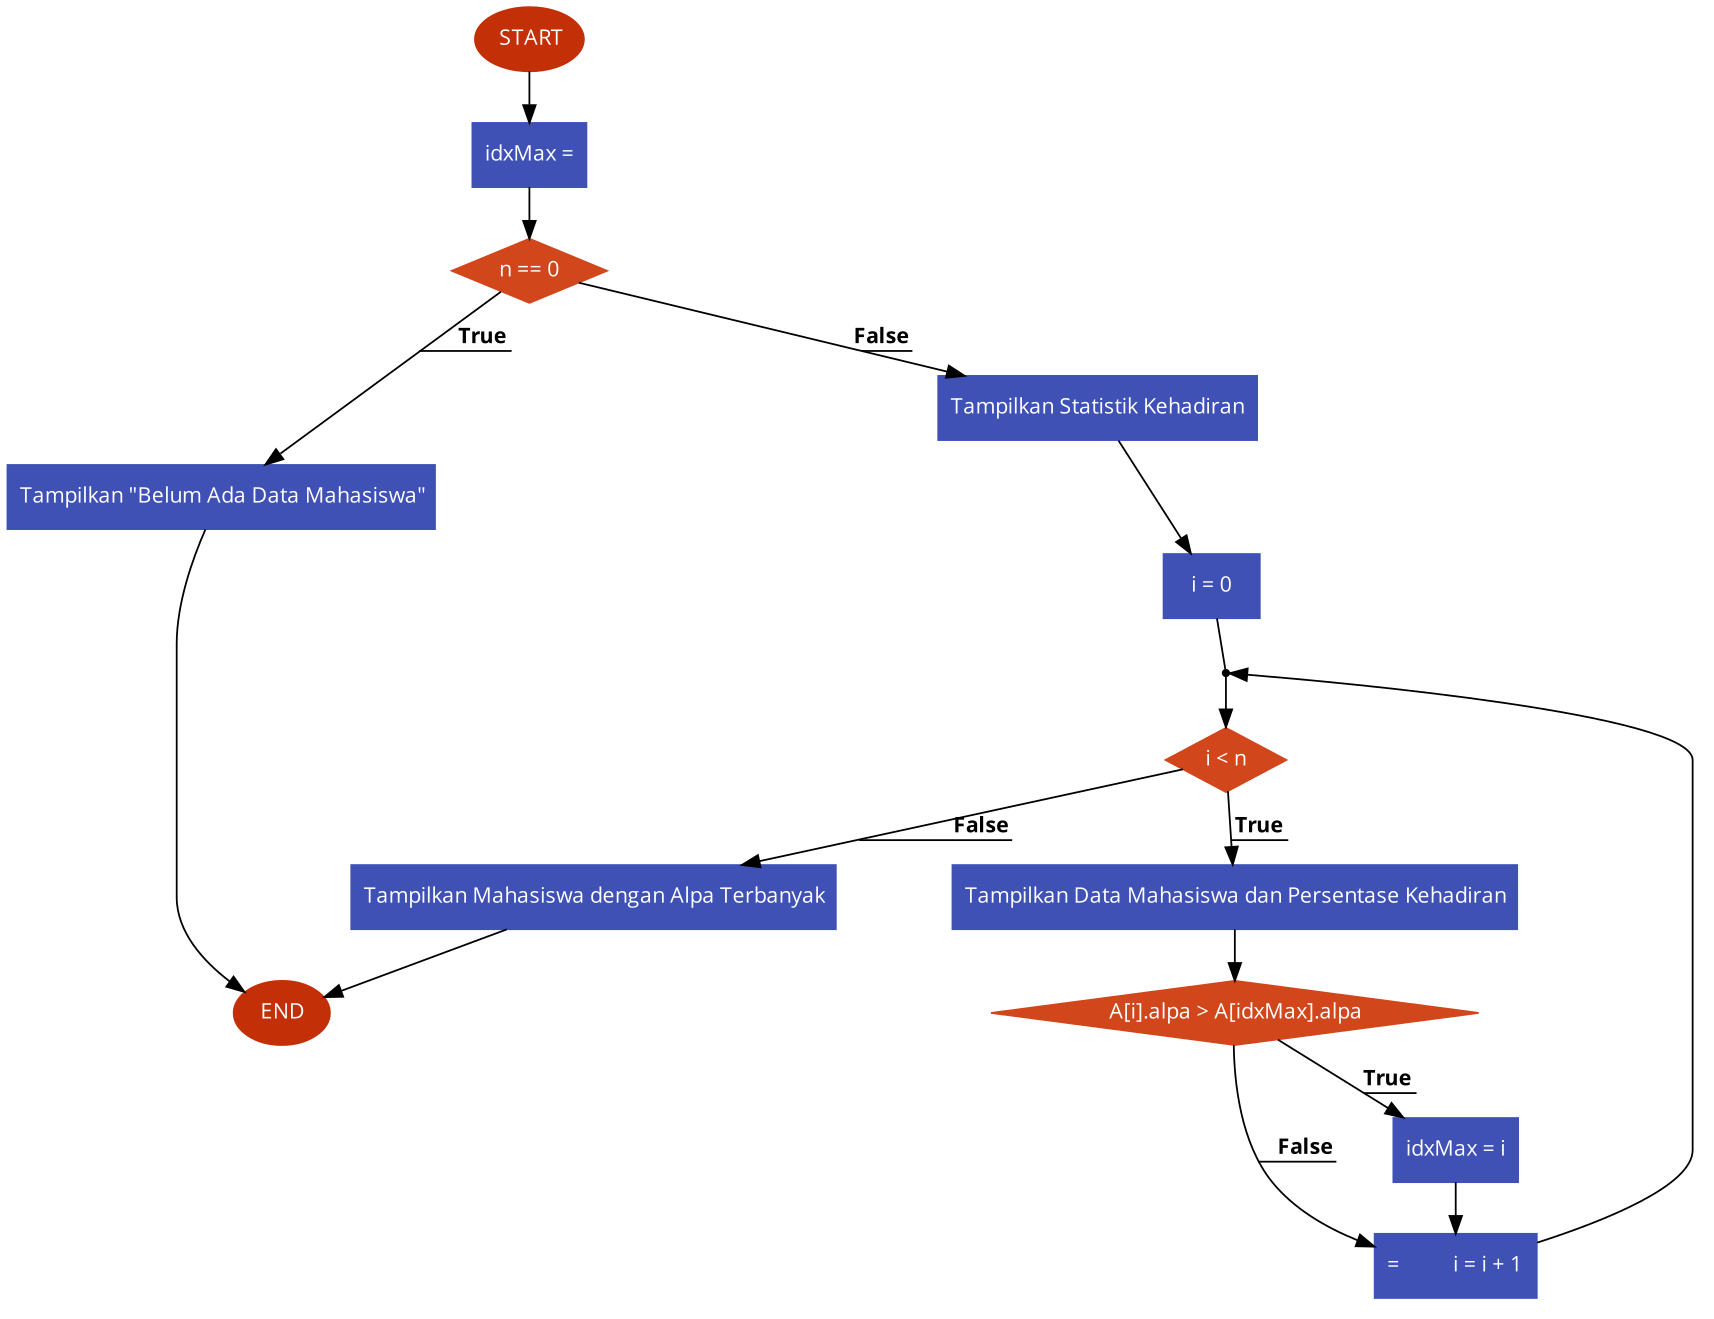 START
idxMax =
n == 0
True
False
Tampilkan Statistik Kehadiran
Tampilkan "Belum Ada Data Mahasiswa"
i = 0
i < n
False
True
Tampilkan Mahasiswa dengan Alpa Terbanyak
Tampilkan Data Mahasiswa dan Persentase Kehadiran
END
A[i].alpa > A[idxMax].alpa
True
False
idxMax = i
= i = i + 1